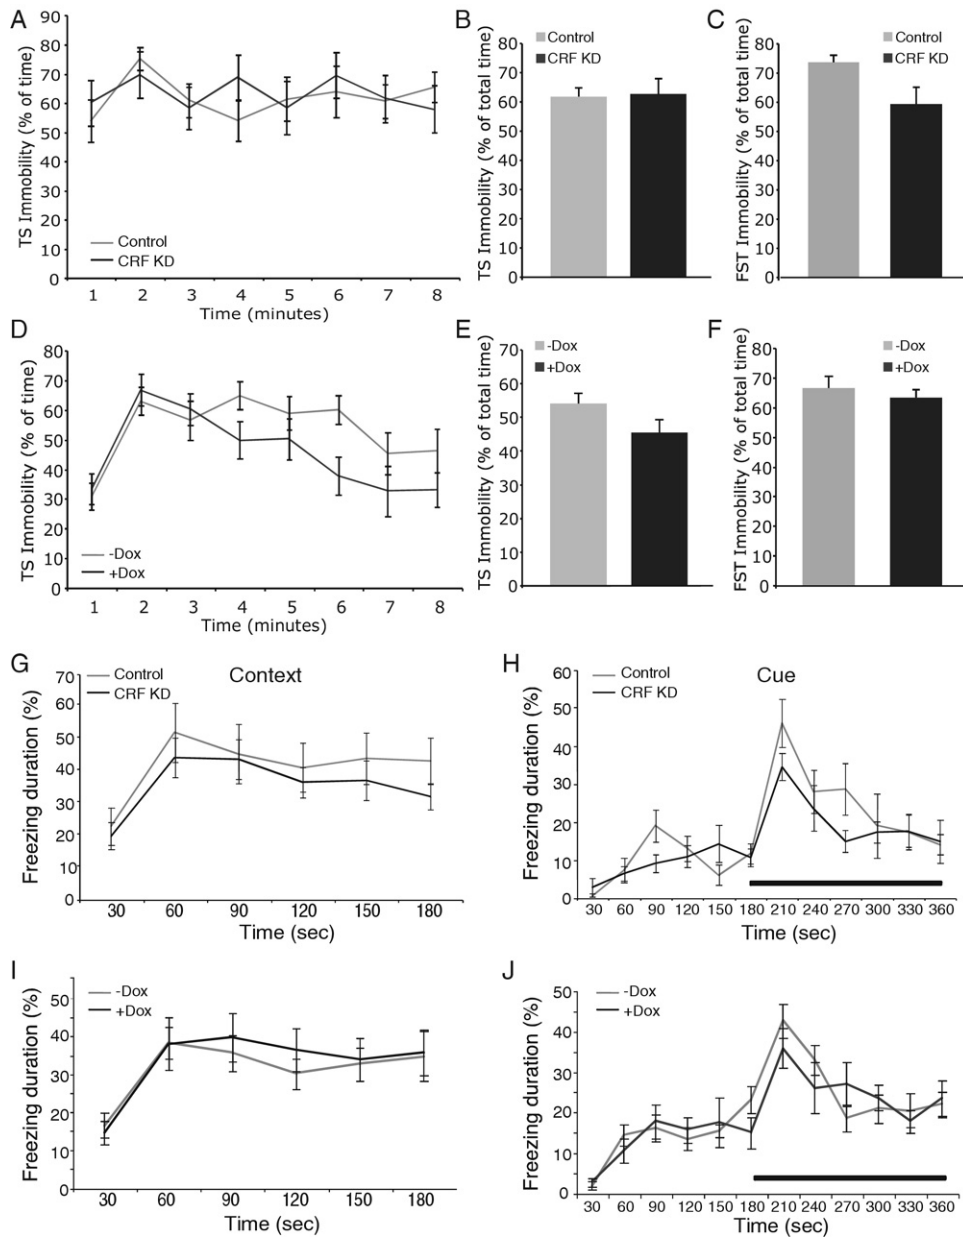 A
TS Immobility (% of time)
90
80
70
60
50
40
30
20
10
0
Control
CRF KD
1 2 3 4 5 6 7 8
Time (minutes)
B
TS Immobility (% of total time)
Control
CRF KD
80
70
60
50
40
30
20
10
0
C
FST Immobility (% of total time)
Control
CRF KD
80
70
60
50
40
30
20
10
0
D
TS Immobility (% of time)
80
70
60
50
40
30
20
10
0
-Dox
+Dox
1 2 3 4 5 6 7 8
Time (minutes)
E
TS Immobility (% of total time)
-Dox
+Dox
70
60
50
40
30
20
10
0
F
FST Immobility (% of total time)
-Dox
+Dox
80
70
60
50
40
30
20
10
0
G
Control
CRF KD
Context
Freezing duration (%)
70
60
50
40
30
20
10
0
30 60 90 120 150 180
Time (sec)
H
Control
CRF KD
Cue
Freezing duration (%)
60
50
40
30
20
10
0
30 60 90 120 150 180 210 240 270 300 330 360
Time (sec)
I
-Dox
+Dox
Freezing duration (%)
50
40
30
20
10
0
30 60 90 120 150 180
Time (sec)
J
-Dox
+Dox
Freezing duration (%)
50
40
30
20
10
0
30 60 90 120 150 180 210 240 270 300 330 360
Time (sec)